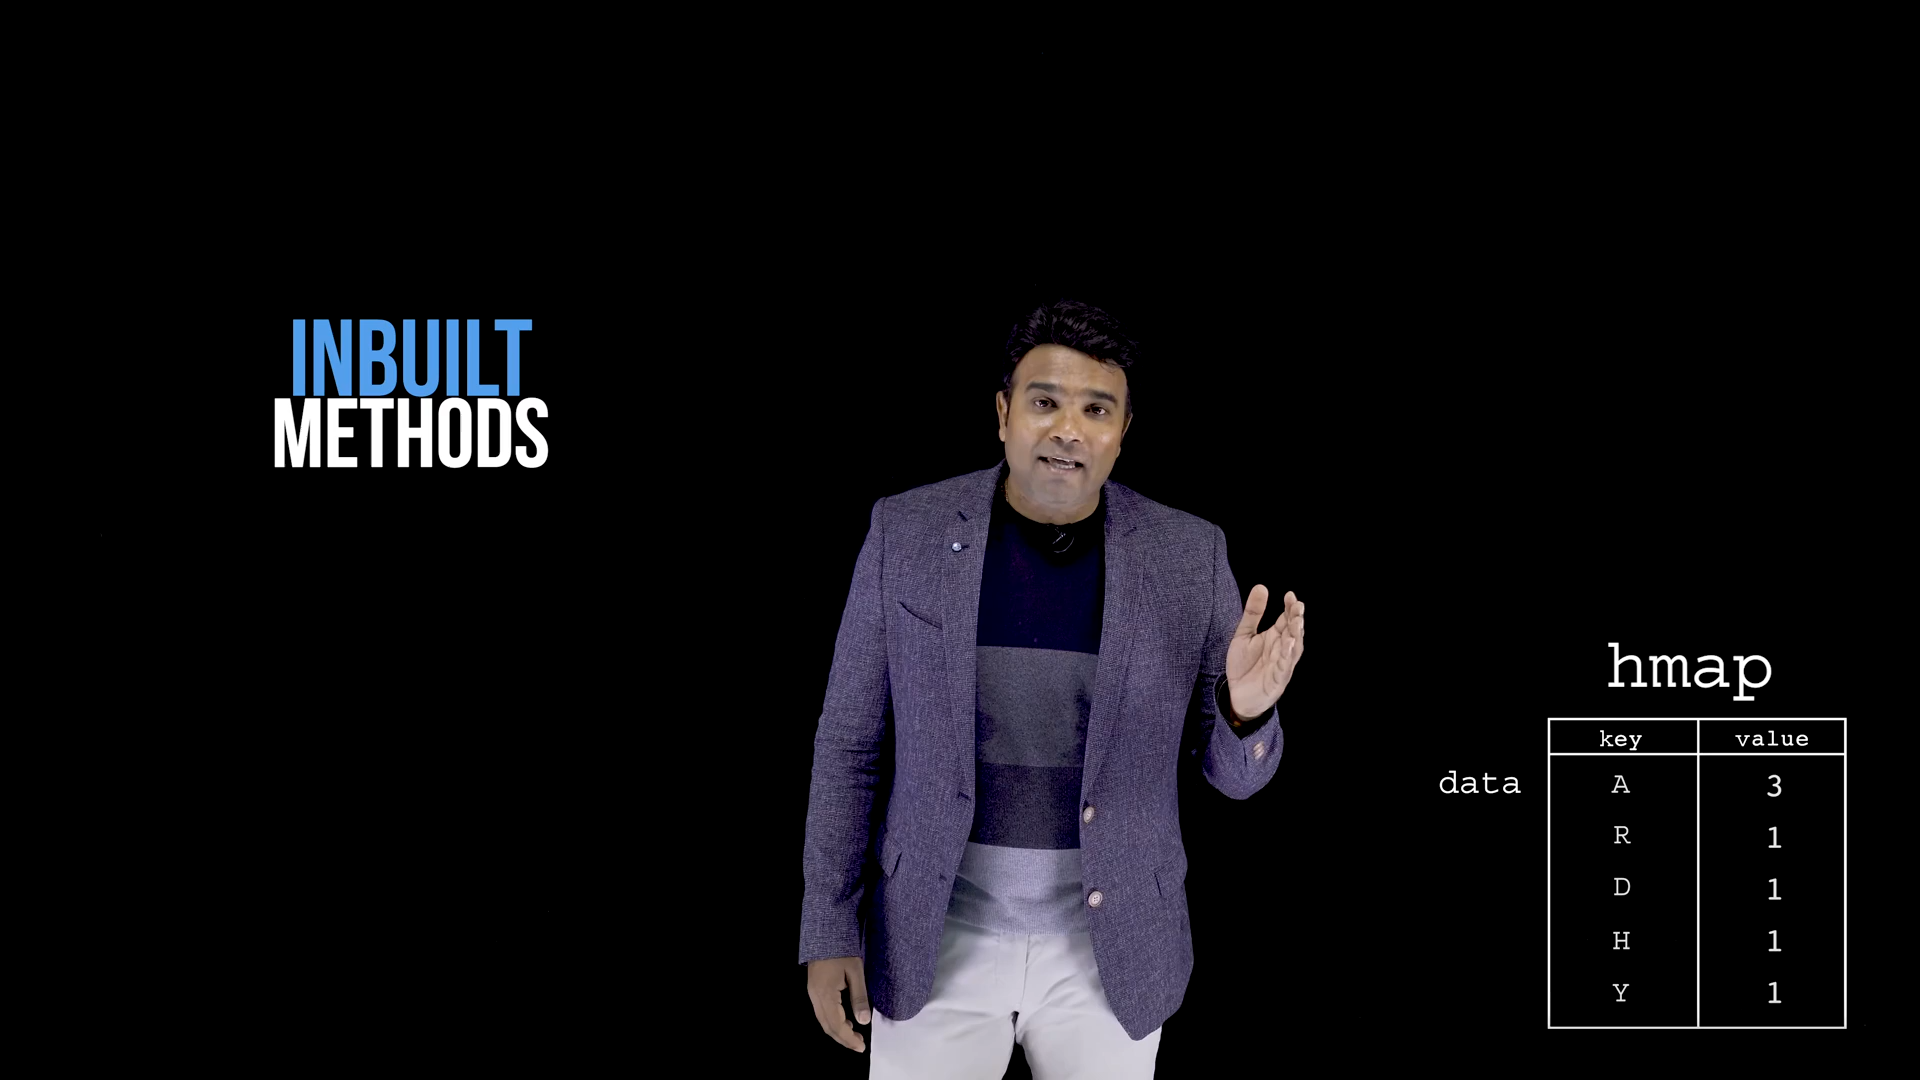 INBUILT
METHODS
hmap
key value
data A 3
R 1
D 1
H 1
Y 1